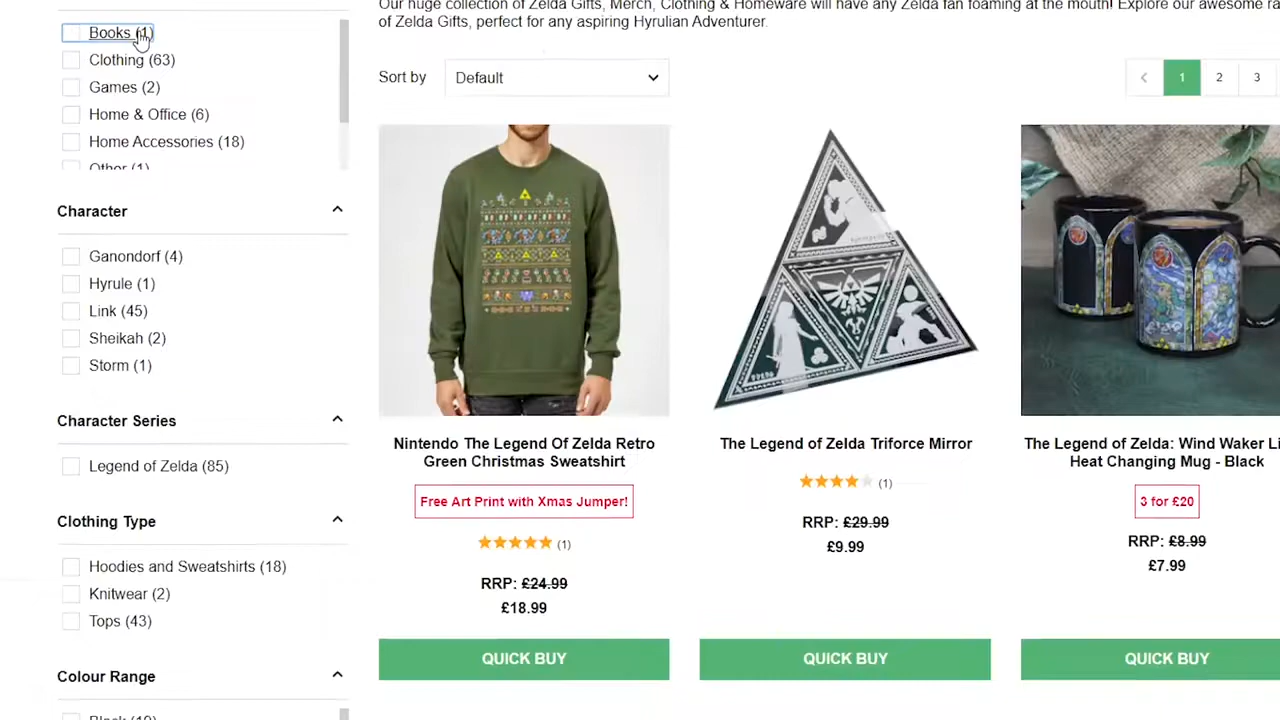 Our huge collection of Zelda Gifts, Merch, Clothing & Homeware will have any Zelda fan foaming at the mouth! Explore our awesome
of Zelda Gifts, perfect for any aspiring Hyrulian Adventurer.
Books (1)
Clothing (63)
Games (2)
Home & Office (6)
Home Accessories (18)
Other (1)
Character
Ganondorf (4)
Hyrule (1)
Link (45)
Sheikah (2)
Storm (1)
Character Series
Legend of Zelda (85)
Clothing Type
Hoodies and Sweatshirts (18)
Knitwear (2)
Tops (43)
Colour Range
Sort by
Default
1
2
3
Nintendo The Legend Of Zelda Retro
Green Christmas Sweatshirt
Free Art Print with Xmas Jumper!
(1)
RRP: £24.99
£18.99
QUICK BUY
The Legend of Zelda Triforce Mirror
(1)
RRP: £29.99
£9.99
QUICK BUY
The Legend of Zelda: Wind Waker
Heat Changing Mug - Black
3 for £20
RRP: £8.99
£7.99
QUICK BUY